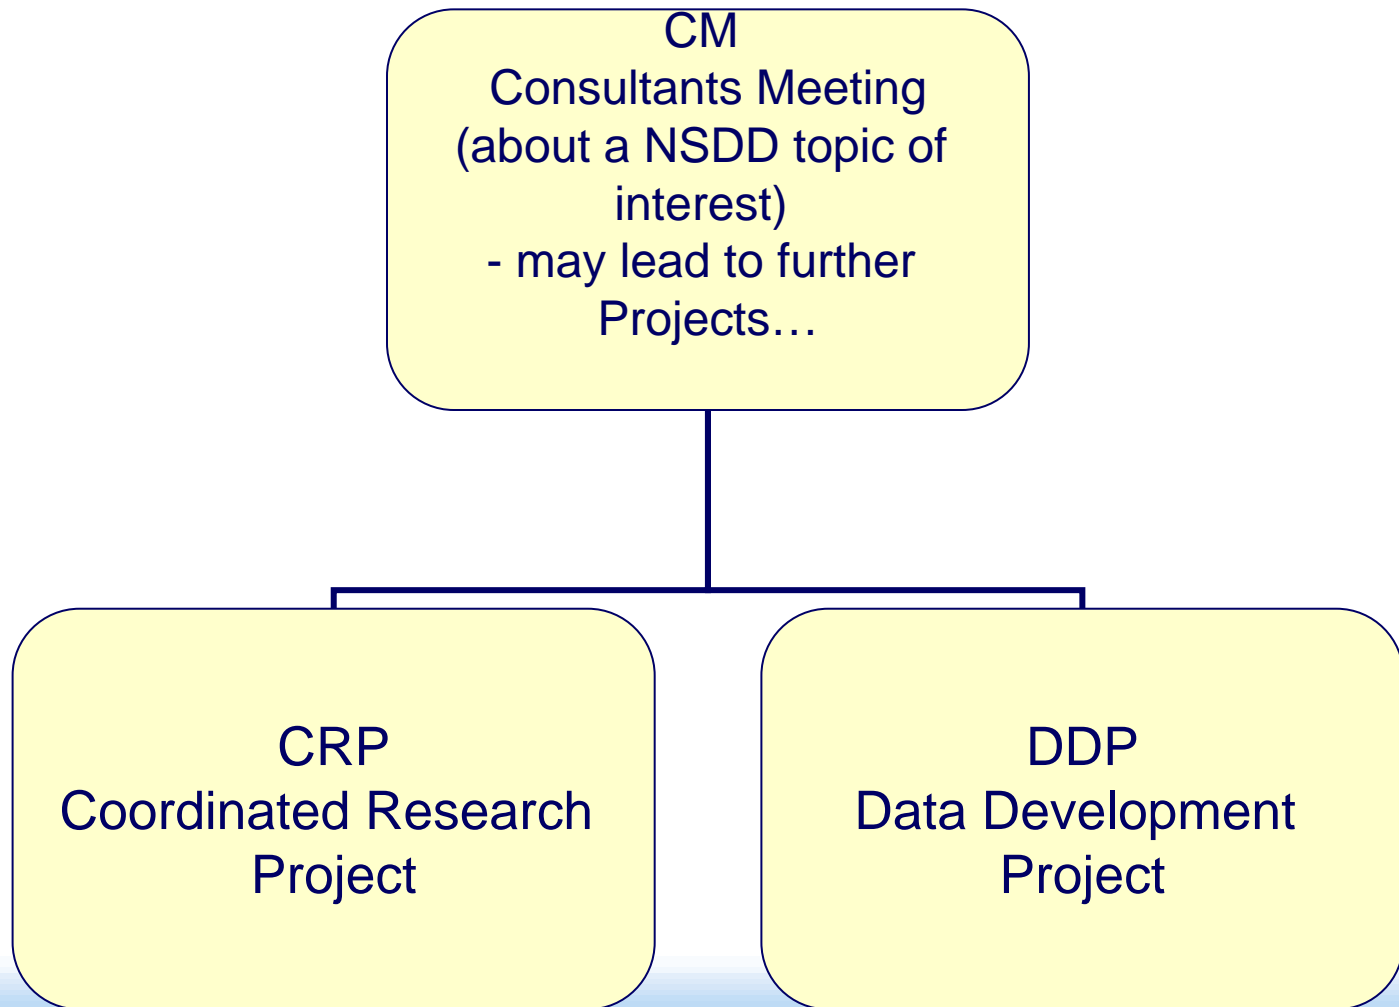 CM
Consultants Meeting
(about a NSDD topic of
interest)
- may lead to further
Projects…
CRP
Coordinated Research
Project
DDP
Data Development
Project